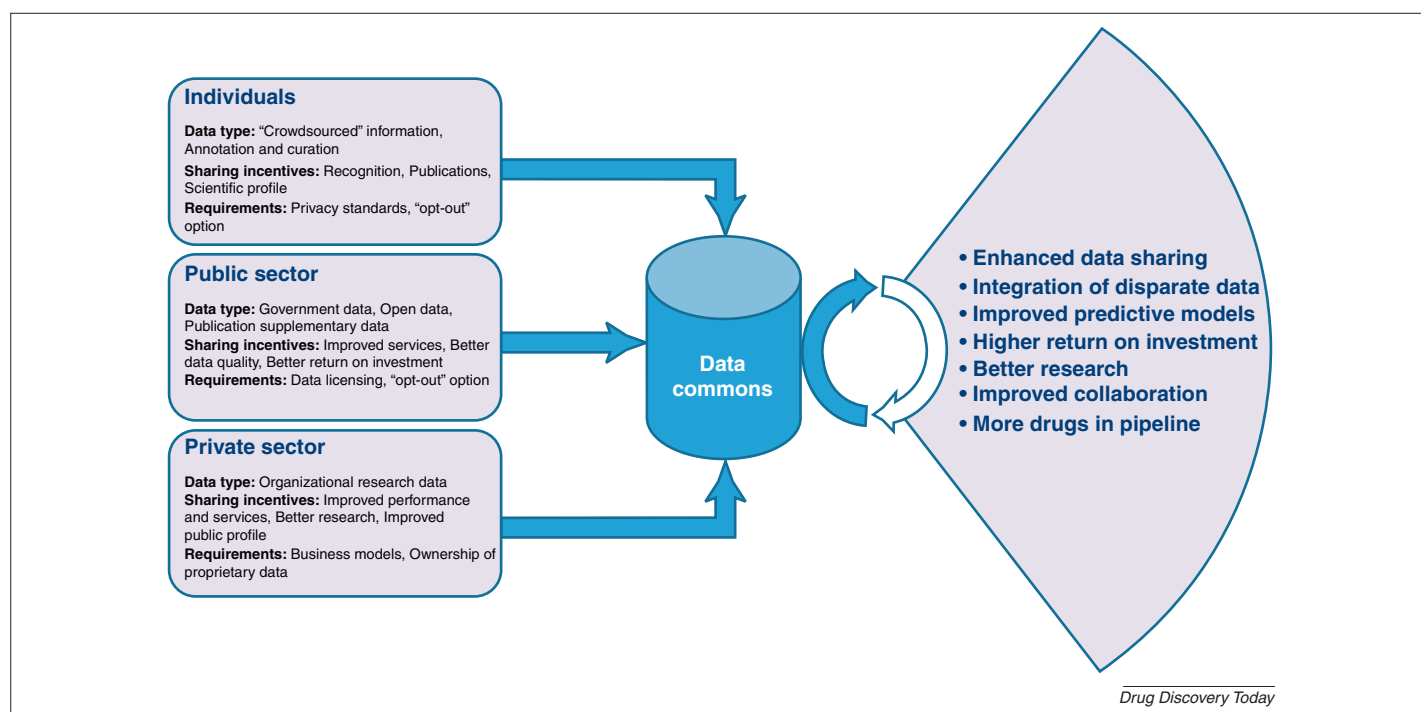 Individuals
Data type: “Crowdsourced” information,
Annotation and curation
Sharing incentives: Recognition, Publications,
Scientific profile
Requirements: Privacy standards, “opt-out”
option
Public sector
Data type: Government data, Open data,
Publication supplementary data
Sharing incentives: Improved services, Better
data quality, Better return on investment
Requirements: Data licensing, “opt-out” option
Private sector
Data type: Organizational research data
Sharing incentives: Improved performance
and services, Better research, Improved
public profile
Requirements: Business models, Ownership of
proprietary data
Data
commons
• Enhanced data sharing
• Integration of disparate data
• Improved predictive models
• Higher return on investment
• Better research
• Improved collaboration
• More drugs in pipeline
Drug Discovery Today